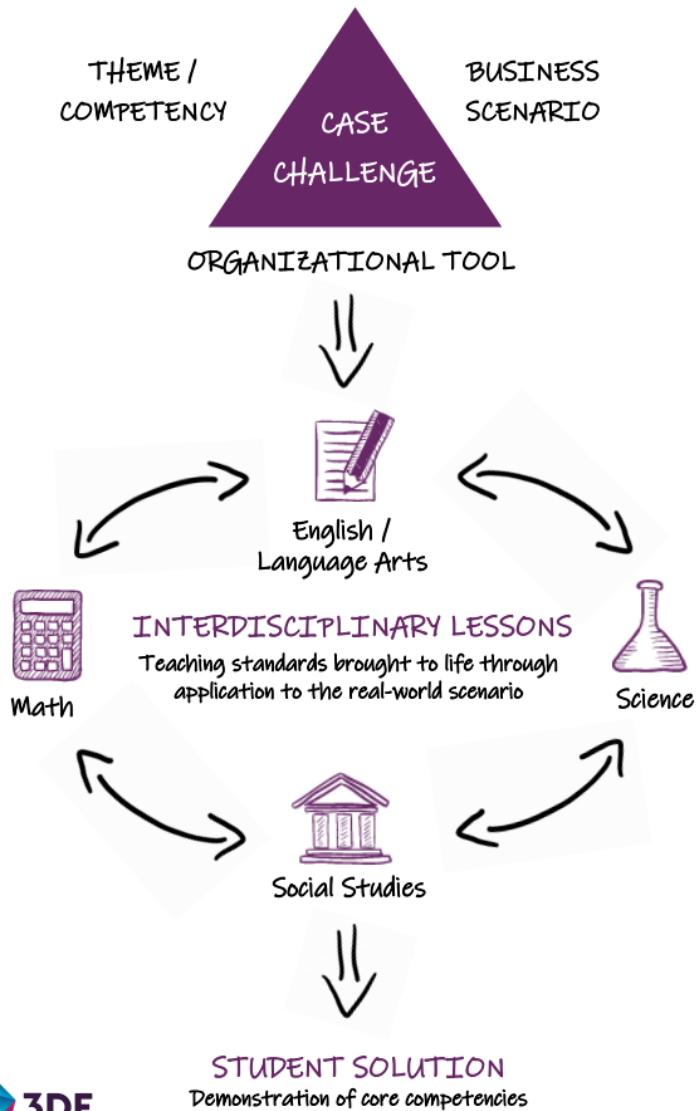 THEME /
COMPETENCY
BUSINESS
SCENARIO
CASE
CHALLENGE
ORGANIZATIONAL TOOL
English /
Language Arts
INTERDISCIPLINARY LESSONS
Teaching standards brought to life through
application to the real-world scenario
Math
Science
Social Studies
STUDENT SOLUTION
Demonstration of core competencies
3DE